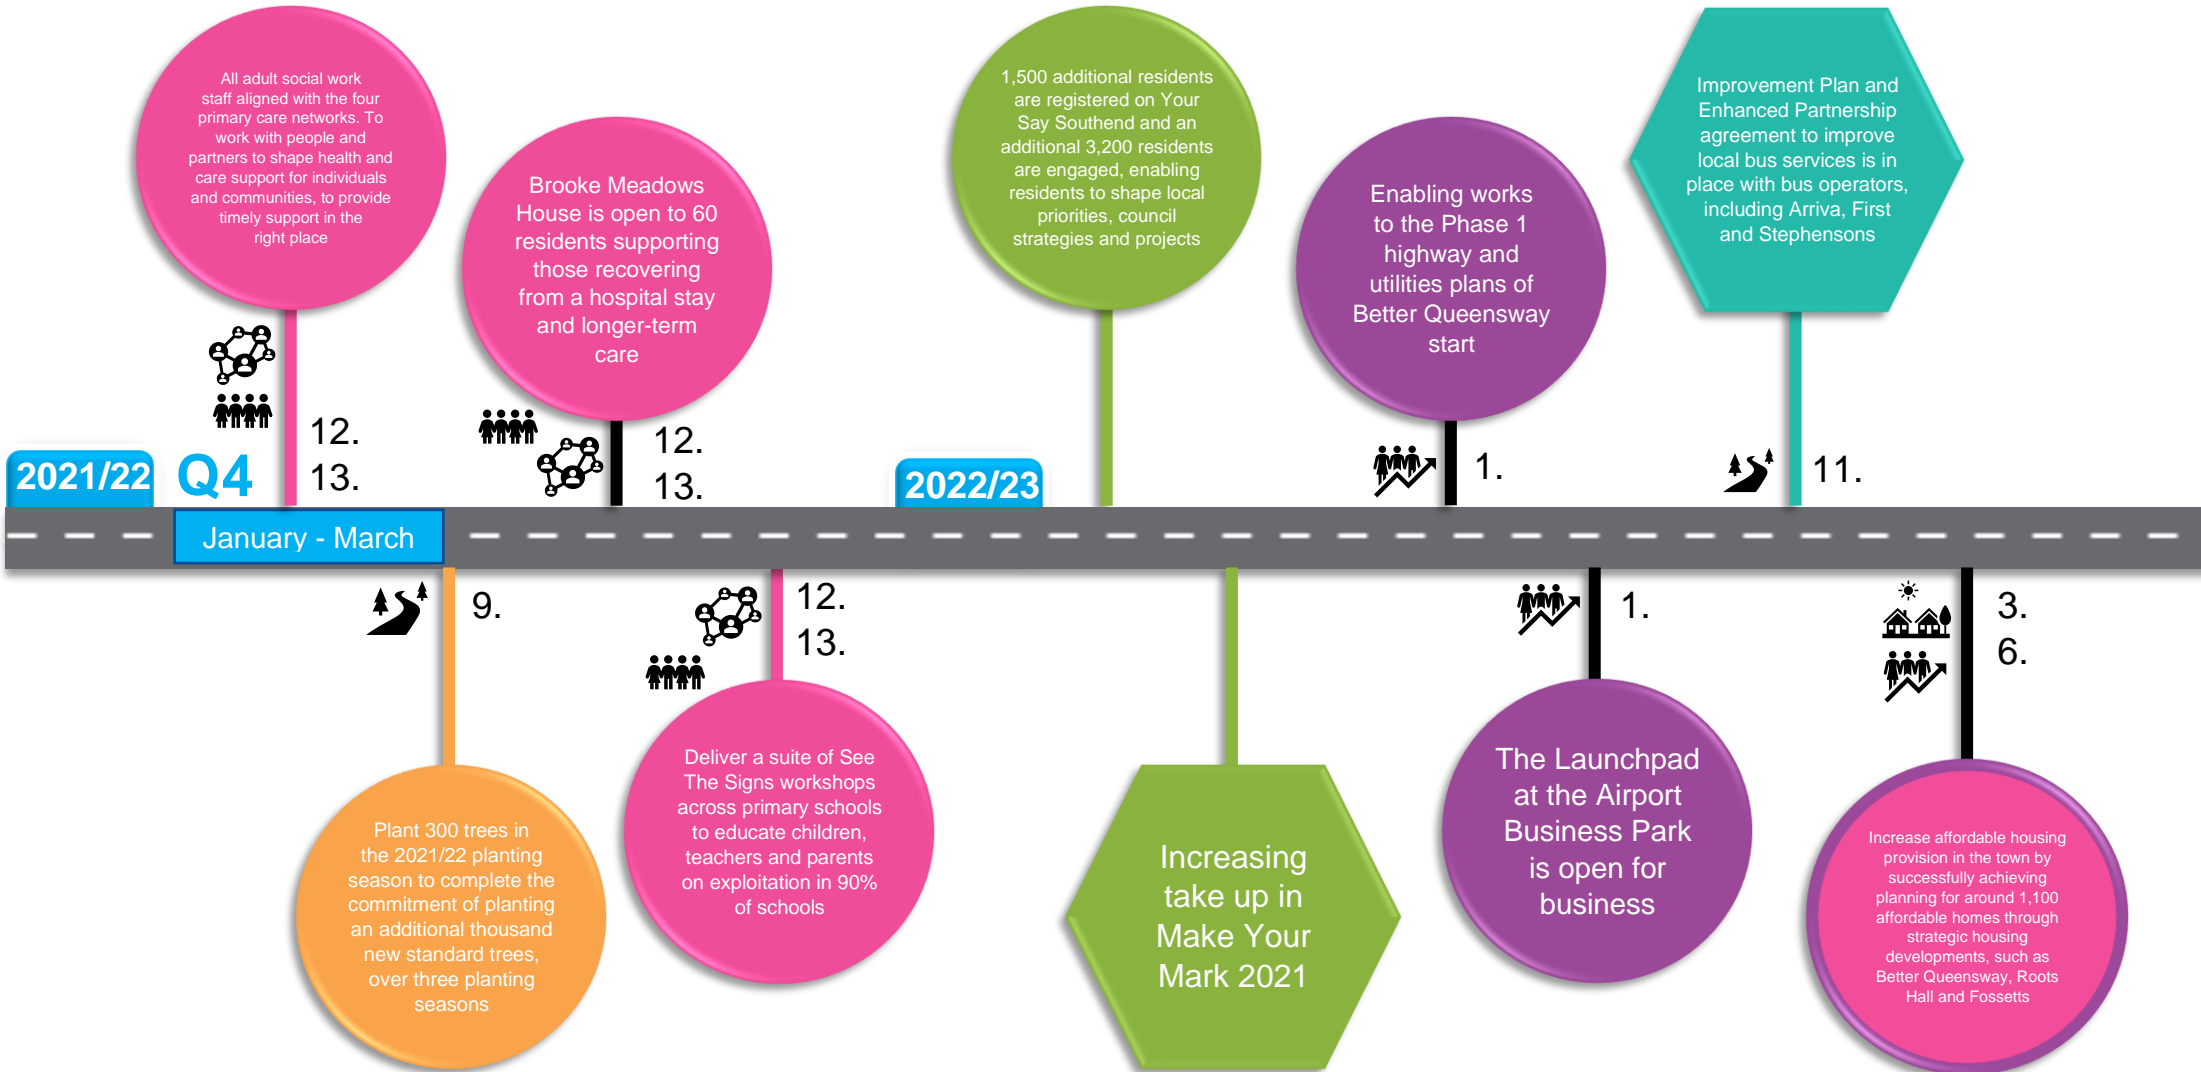 All adult social work
staff aligned with the four
primary care networks. To
work with people and
partners to shape health and
care support for individuals
and communities, to provide
timely support in the
right place
12.
13.
Brooke Meadows
House is open to 60
residents supporting
those recovering
from a hospital stay
and longer-term
care
12.
13.
1,500 additional residents
are registered on Your
Say Southend and an
additional 3,200 residents
are engaged, enabling
residents to shape local
priorities, council
strategies and projects
Enabling works
to the Phase 1
highway and
utilities plans of
Better Queensway
start
1.
Improvement Plan and
Enhanced Partnership
agreement to improve
local bus services is in
place with bus operators,
including Arriva, First
and Stephensons
11.
2021/22
Q4
2022/23
January - March
9.
Plant 300 trees in
the 2021/22 planting
season to complete the
commitment of planting
an additional thousand
new standard trees,
over three planting
seasons
12.
13.
Deliver a suite of See
The Signs workshops
across primary schools
to educate children,
teachers and parents
on exploitation in 90%
of schools
Increasing
take up in
Make Your
Mark 2021
1.
The Launchpad
at the Airport
Business Park
is open for
business
3.
6.
Increase affordable housing
provision in the town by
successfully achieving
planning for around 1,100
affordable homes through
strategic housing
developments, such as
Better Queensway, Roots
Hall and Fossetts